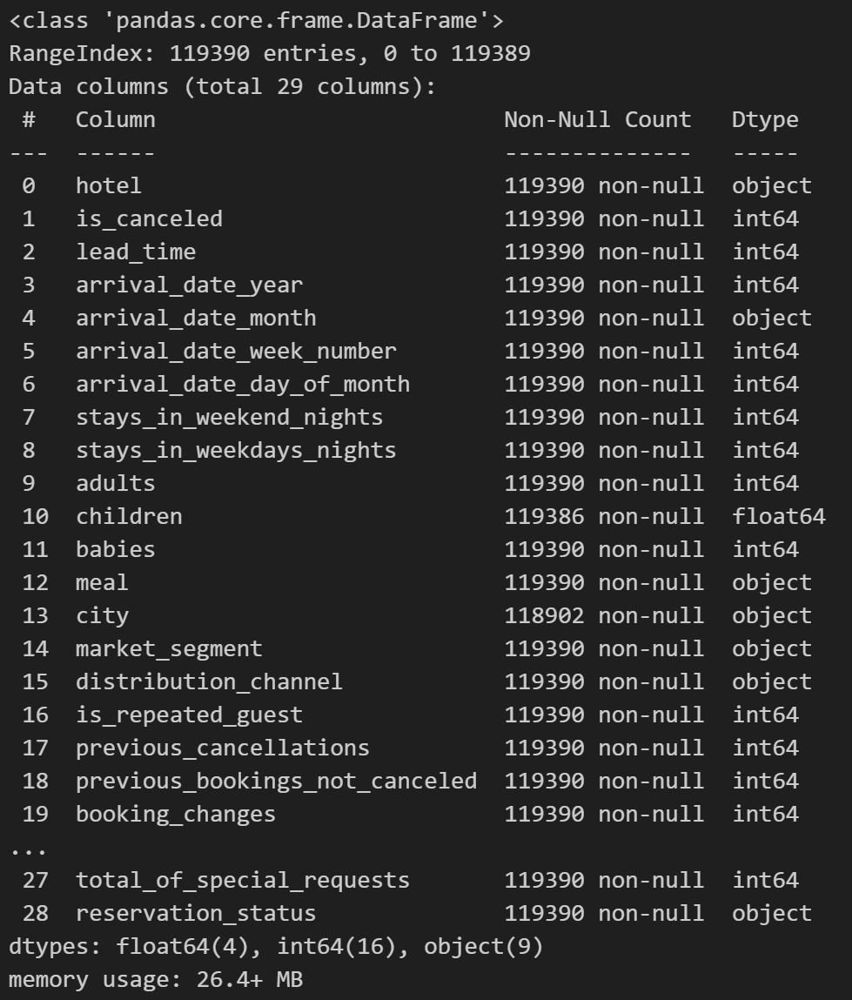 <class 'pandas.core.frame.DataFrame'>
RangeIndex: 119390 entries, 0 to 119389
Data columns (total 29 columns):
 #   Column                          Non-Null Count   Dtype
---  ------                          --------------   -----
 0   hotel                           119390 non-null  object
 1   is_canceled                     119390 non-null  int64
 2   lead_time                       119390 non-null  int64
 3   arrival_date_year               119390 non-null  int64
 4   arrival_date_month              119390 non-null  object
 5   arrival_date_week_number        119390 non-null  int64
 6   arrival_date_day_of_month       119390 non-null  int64
 7   stays_in_weekend_nights         119390 non-null  int64
 8   stays_in_weekdays_nights        119390 non-null  int64
 9   adults                          119390 non-null  int64
 10  children                        119386 non-null  float64
 11  babies                          119390 non-null  int64
 12  meal                            119390 non-null  object
 13  city                            118902 non-null  object
 14  market_segment                  119390 non-null  object
 15  distribution_channel            119390 non-null  object
 16  is_repeated_guest               119390 non-null  int64
 17  previous_cancellations          119390 non-null  int64
 18  previous_bookings_not_canceled  119390 non-null  int64
 19  booking_changes                 119390 non-null  int64
...
 27  total_of_special_requests       119390 non-null  int64
 28  reservation_status              119390 non-null  object
dtypes: float64(4), int64(16), object(9)
memory usage: 26.4+ MB